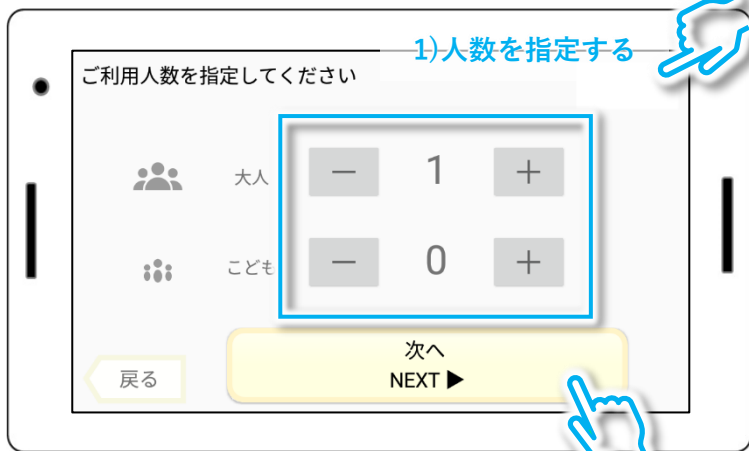 1)人数を指定する
ご利用人数を指定してください
大人 － 1 ＋
こども － 0 ＋
次へ
戻る
NEXT ▶